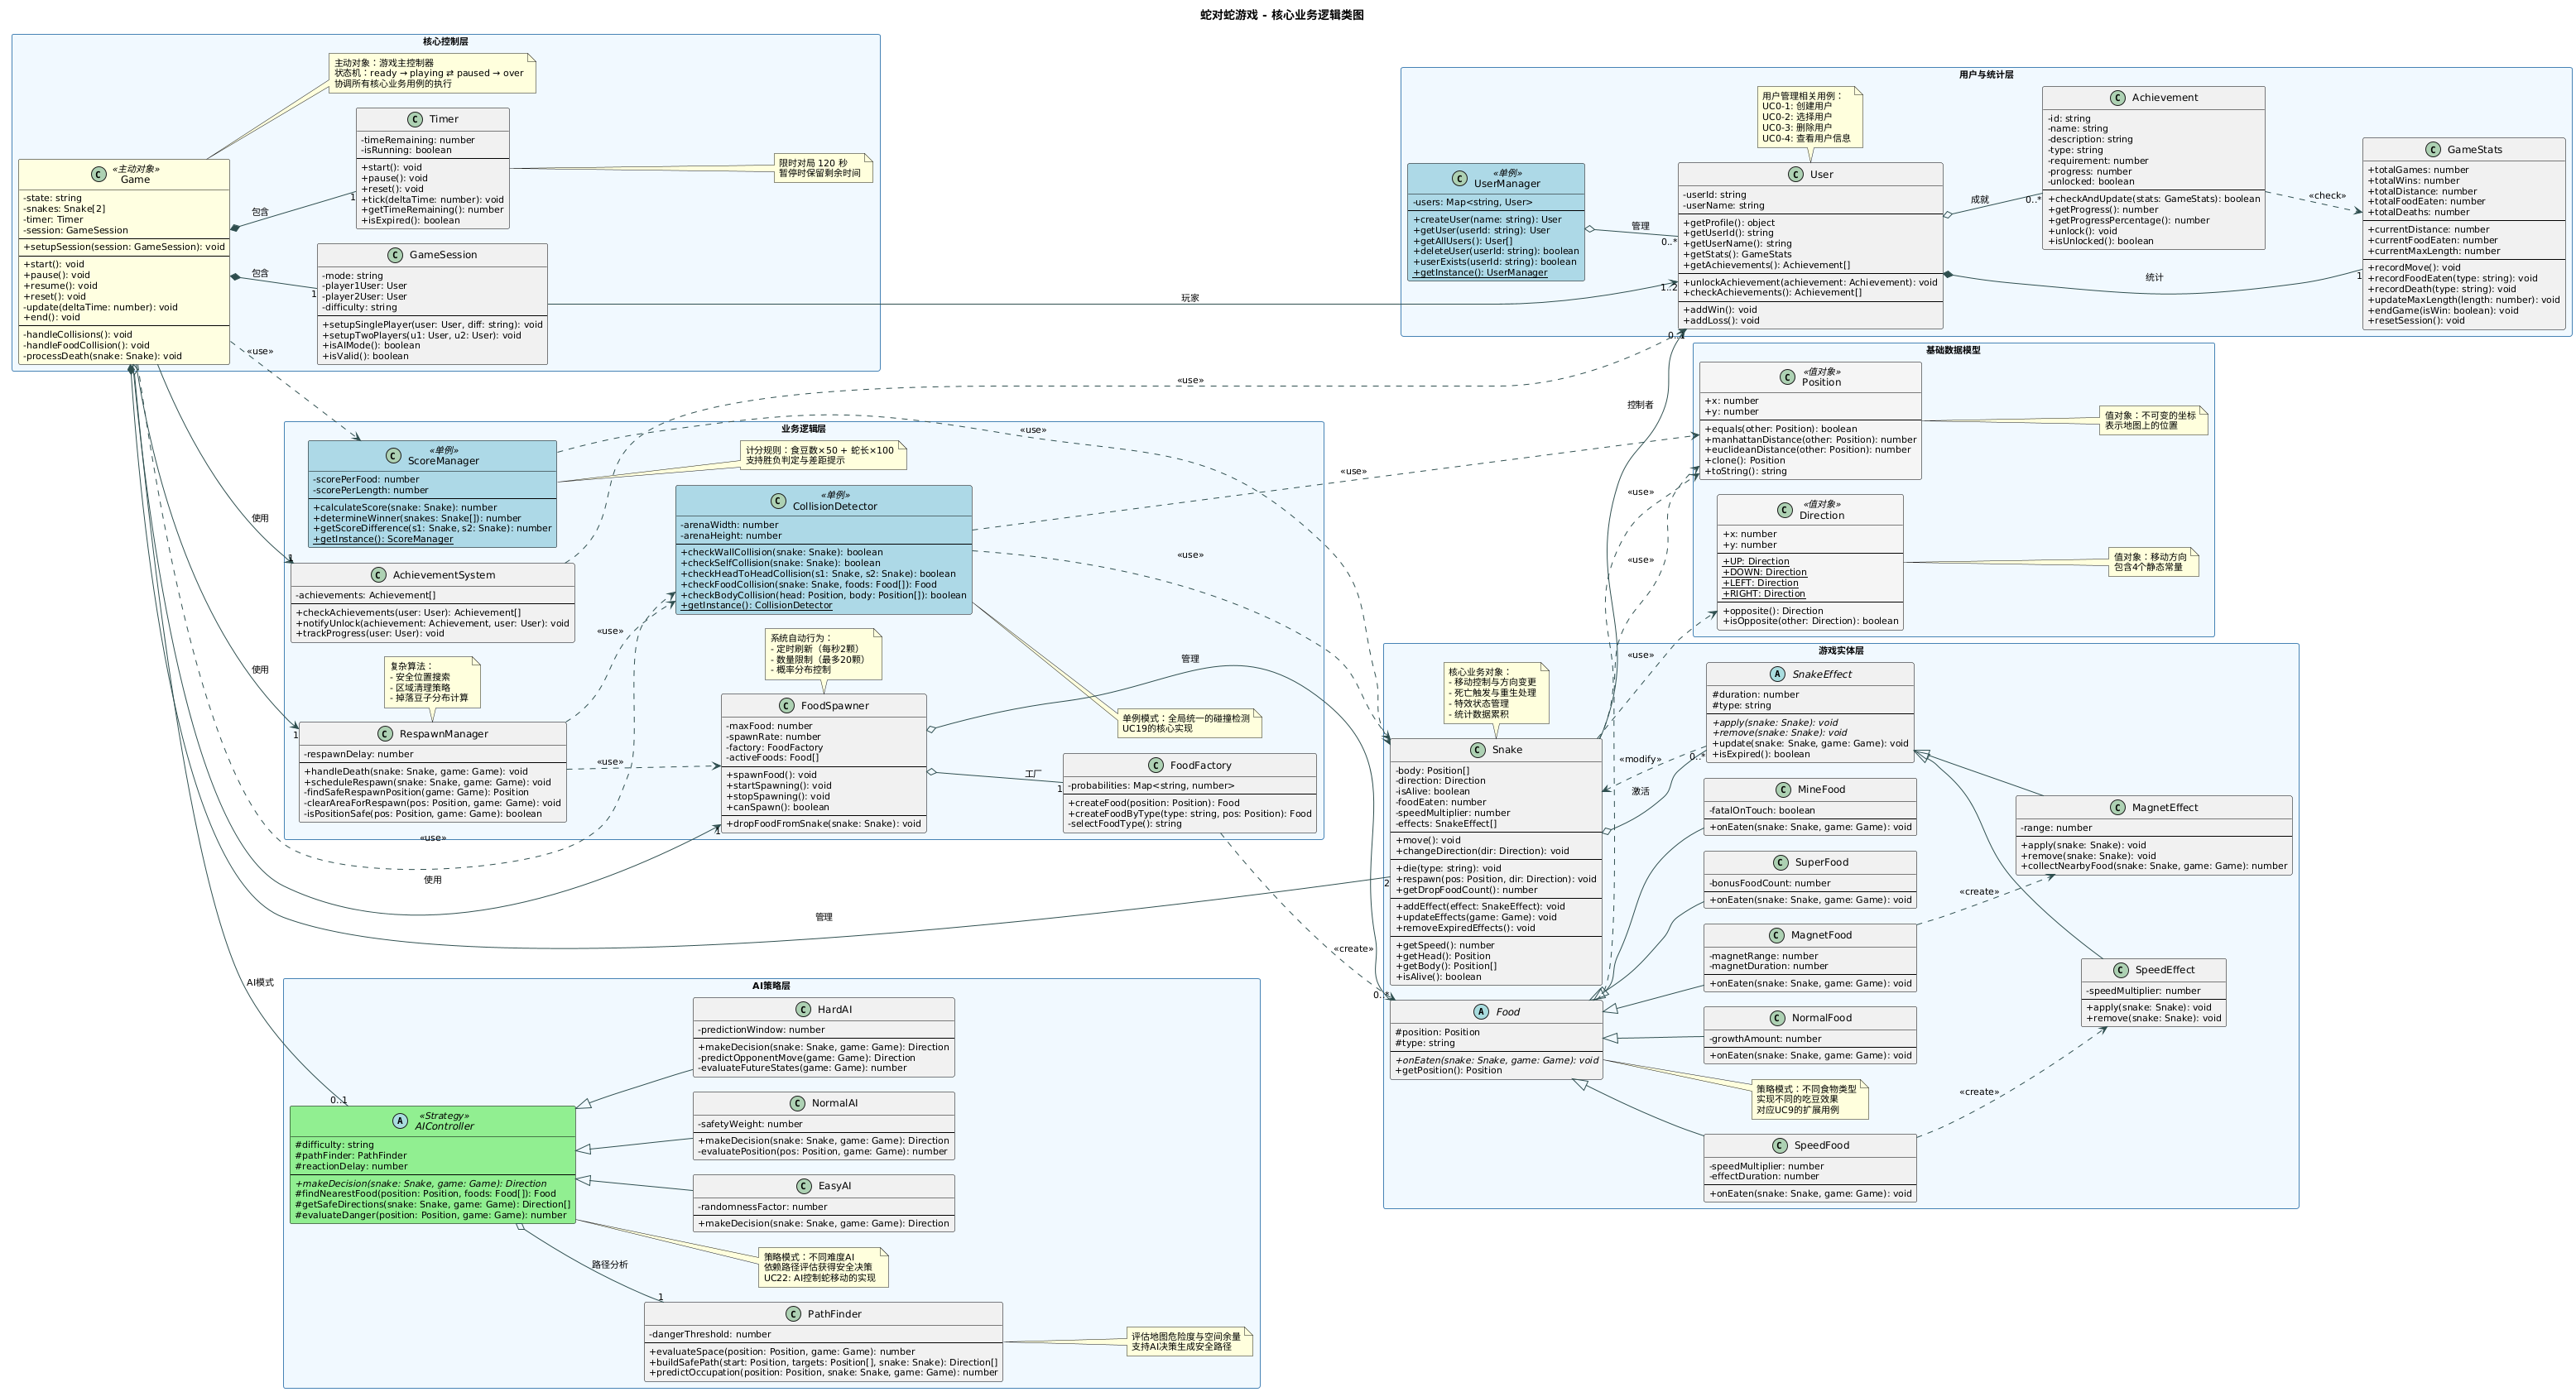 蛇对蛇游戏 - 核心业务逻辑类图
核心控制层
主动对象：游戏主控制器
状态机：ready → playing ⇄ paused → over
协调所有核心业务用例的执行
C «主动对象»
Game
-state: string
-snakes: Snake[2]
-timer: Timer
-session: GameSession
+setupSession(session: GameSession): void
+start(): void
+pause(): void
+resume(): void
+reset(): void
-update(deltaTime: number): void
+end(): void
-handleCollisions(): void
-handleFoodCollision(): void
-processDeath(snake: Snake): void
包含
1
包含
1
C Timer
-timeRemaining: number
-isRunning: boolean
+start(): void
+pause(): void
+reset(): void
+tick(deltaTime: number): void
+getTimeRemaining(): number
+isExpired(): boolean
限时对局 120 秒
暂停时保留剩余时间
C GameSession
-mode: string
-player1User: User
-player2User: User
-difficulty: string
+setupSinglePlayer(user: User, diff: string): void
+setupTwoPlayers(u1: User, u2: User): void
+isAIMode(): boolean
+isValid(): boolean
玩家
1..2
用户与统计层
用户管理相关用例：
UC0-1: 创建用户
UC0-2: 选择用户
UC0-3: 删除用户
UC0-4: 查看用户信息
C «单例»
UserManager
-users: Map<string, User>
+createUser(name: string): User
+getUser(userId: string): User
+getAllUsers(): User[]
+deleteUser(userId: string): boolean
+userExists(userId: string): boolean
+getInstance(): UserManager
管理
0..*
C User
-userId: string
-userName: string
+getProfile(): object
+getUserId(): string
+getUserName(): string
+getStats(): GameStats
+getAchievements(): Achievement[]
+unlockAchievement(achievement: Achievement): void
+checkAchievements(): Achievement[]
+addWin(): void
+addLoss(): void
成就
0..*
统计
1
C Achievement
-id: string
-name: string
-description: string
-type: string
-requirement: number
-progress: number
-unlocked: boolean
+checkAndUpdate(stats: GameStats): boolean
+getProgress(): number
+getProgressPercentage(): number
+unlock(): void
+isUnlocked(): boolean
«check»
C GameStats
+totalGames: number
+totalWins: number
+totalDistance: number
+totalFoodEaten: number
+totalDeaths: number
+currentDistance: number
+currentFoodEaten: number
+currentMaxLength: number
+recordMove(): void
+recordFoodEaten(type: string): void
+recordDeath(type: string): void
+updateMaxLength(length: number): void
+endGame(isWin: boolean): void
+resetSession(): void
«use»
«use»
控制者
基础数据模型
C «值对象»
Position
+x: number
+y: number
+equals(other: Position): boolean
+manhattanDistance(other: Position): number
+euclideanDistance(other: Position): number
+clone(): Position
+toString(): string
值对象：不可变的坐标
表示地图上的位置
C «值对象»
Direction
+x: number
+y: number
+UP: Direction
+DOWN: Direction
+LEFT: Direction
+RIGHT: Direction
+opposite(): Direction
+isOpposite(other: Direction): boolean
值对象：移动方向
包含4个静态常量
业务逻辑层
C «单例»
ScoreManager
-scorePerFood: number
-scorePerLength: number
+calculateScore(snake: Snake): number
+determineWinner(snakes: Snake[]): number
+getScoreDifference(s1: Snake, s2: Snake): number
+getInstance(): ScoreManager
计分规则：食豆数×50 + 蛇长×100
支持胜负判定与差距提示
«use»
«use»
«use»
«use»
«use»
«use»
C «单例»
CollisionDetector
-arenaWidth: number
-arenaHeight: number
+checkWallCollision(snake: Snake): boolean
+checkSelfCollision(snake: Snake): boolean
+checkHeadToHeadCollision(s1: Snake, s2: Snake): boolean
+checkFoodCollision(snake: Snake, foods: Food[]): Food
+checkBodyCollision(head: Position, body: Position[]): boolean
+getInstance(): CollisionDetector
使用
1
C AchievementSystem
-achievements: Achievement[]
+checkAchievements(user: User): Achievement[]
+notifyUnlock(achievement: Achievement, user: User): void
+trackProgress(user: User): void
复杂算法：
- 安全位置搜索
- 区域清理策略
- 掉落豆子分布计算
«use»
系统自动行为：
- 定时刷新（每秒2颗）
- 数量限制（最多20颗）
- 概率分布控制
使用
1
C RespawnManager
-respawnDelay: number
+handleDeath(snake: Snake, game: Game): void
+scheduleRespawn(snake: Snake, game: Game): void
-findSafeRespawnPosition(game: Game): Position
-clearAreaForRespawn(pos: Position, game: Game): void
-isPositionSafe(pos: Position, game: Game): boolean
«use»
C FoodSpawner
-maxFood: number
-spawnRate: number
-factory: FoodFactory
-activeFoods: Food[]
+spawnFood(): void
+startSpawning(): void
+stopSpawning(): void
+canSpawn(): boolean
+dropFoodFromSnake(snake: Snake): void
管理
单例模式：全局统一的碰撞检测
UC19的核心实现
工厂
1
C FoodFactory
-probabilities: Map<string, number>
+createFood(position: Position): Food
+createFoodByType(type: string, pos: Position): Food
-selectFoodType(): string
«use»
使用
1
管理
2
«create»
0..*
游戏实体层
核心业务对象：
- 移动控制与方向变更
- 死亡触发与重生处理
- 特效状态管理
- 统计数据累积
C Snake
-body: Position[]
-direction: Direction
-isAlive: boolean
-foodEaten: number
-speedMultiplier: number
-effects: SnakeEffect[]
+move(): void
+changeDirection(dir: Direction): void
+die(type: string): void
+respawn(pos: Position, dir: Direction): void
+getDropFoodCount(): number
+addEffect(effect: SnakeEffect): void
+updateEffects(game: Game): void
+removeExpiredEffects(): void
+getSpeed(): number
+getHead(): Position
+getBody(): Position[]
+isAlive(): boolean
«modify»
激活
0..*
A SnakeEffect
#duration: number
#type: string
+apply(snake: Snake): void
+remove(snake: Snake): void
+update(snake: Snake, game: Game): void
+isExpired(): boolean
C MineFood
-fatalOnTouch: boolean
+onEaten(snake: Snake, game: Game): void
C SuperFood
-bonusFoodCount: number
+onEaten(snake: Snake, game: Game): void
C MagnetFood
-magnetRange: number
-magnetDuration: number
+onEaten(snake: Snake, game: Game): void
C NormalFood
-growthAmount: number
+onEaten(snake: Snake, game: Game): void
策略模式：不同食物类型
实现不同的吃豆效果
对应UC9的扩展用例
C SpeedFood
-speedMultiplier: number
-effectDuration: number
+onEaten(snake: Snake, game: Game): void
«create»
«create»
C MagnetEffect
-range: number
+apply(snake: Snake): void
+remove(snake: Snake): void
+collectNearbyFood(snake: Snake, game: Game): number
C SpeedEffect
-speedMultiplier: number
+apply(snake: Snake): void
+remove(snake: Snake): void
A Food
#position: Position
#type: string
+onEaten(snake: Snake, game: Game): void
+getPosition(): Position
AI模式
0..1
AI策略层
A «Strategy»
AIController
#difficulty: string
#pathFinder: PathFinder
#reactionDelay: number
+makeDecision(snake: Snake, game: Game): Direction
#findNearestFood(position: Position, foods: Food[]): Food
#getSafeDirections(snake: Snake, game: Game): Direction[]
#evaluateDanger(position: Position, game: Game): number
C HardAI
-predictionWindow: number
+makeDecision(snake: Snake, game: Game): Direction
-predictOpponentMove(game: Game): Direction
-evaluateFutureStates(game: Game): number
C NormalAI
-safetyWeight: number
+makeDecision(snake: Snake, game: Game): Direction
-evaluatePosition(pos: Position, game: Game): number
C EasyAI
-randomnessFactor: number
+makeDecision(snake: Snake, game: Game): Direction
策略模式：不同难度AI
依赖路径评估获得安全决策
UC22: AI控制蛇移动的实现
路径分析
1
C PathFinder
-dangerThreshold: number
+evaluateSpace(position: Position, game: Game): number
+buildSafePath(start: Position, targets: Position[], snake: Snake): Direction[]
+predictOccupation(position: Position, snake: Snake, game: Game): number
评估地图危险度与空间余量
支持AI决策生成安全路径